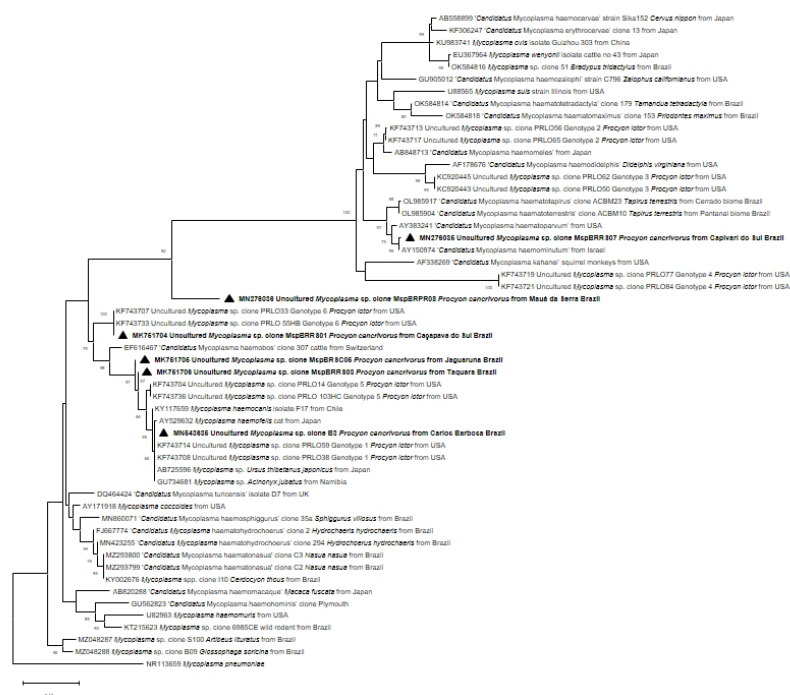 AB558899 'Candidatus Mycoplasma haemocervae' strain Sika152 Cervus nippon from Japan
KF306247 'Candidatus Mycoplasma erythrocervae' clone 13 from Japan
KU983741 Mycoplasma ovis isolate Guizhou 303 from China
EU367964 Mycoplasma wenyonii isolate cattle no 43 from Japan
OK584816 Mycoplasma sp. clone 51 Bradypus tridactylus from Brazil
GU905012 'Candidatus Mycoplasma haemozalophi' strain C796 Zalophus californianus from USA
U88565 Mycoplasma suis strain Illinois from USA
OK584814 'Candidatus Mycoplasma haematotetradactyla' clone 179 Tamandua tetradactyla from Brazil
OK584818 'Candidatus Mycoplasma haematomaximus' clone 153 Priodontes maximus from Brazil
KF743713 Uncultured Mycoplasma sp. clone PRLO56 Genotype 2 Procyon lotor from USA
KF743717 Uncultured Mycoplasma sp. clone PRLO65 Genotype 2 Procyon lotor from USA
AB848713 'Candidatus Mycoplasma haemomeles' from Japan
AF178676 'Candidatus Mycoplasma haemodidelphis' Didelphis virginiana from USA
KC920445 Uncultured Mycoplasma sp. clone PRLO62 Genotype 3 Procyon lotor from USA
KC920443 Uncultured Mycoplasma sp. clone PRLO50 Genotype 3 Procyon lotor from USA
OL985917 'Candidatus Mycoplasma haematotapirus' clone ACBM23 Tapirus terrestris from Cerrado biome Brazil
OL985904 'Candidatus Mycoplasma haematoterrestris' clone ACBM10 Tapirus terrestris from Pantanal biome Brazil
AY383241 'Candidatus Mycoplasma haematoparvum' from USA
MN276035 Uncultured Mycoplasma sp. clone MspBRR807 Procyon cancrivorus from Capivari do Sul Brazil
AY150974 'Candidatus Mycoplasma haemominutum' from Israel
AF338269 'Candidatus Mycoplasma kahanei' squirrel monkeys from USA
KF743719 Uncultured Mycoplasma sp. clone PRLO77 Genotype 4 Procyon lotor from USA
KF743721 Uncultured Mycoplasma sp. clone PRLO84 Genotype 4 Procyon lotor from USA
100
MN276036 Uncultured Mycoplasma sp. clone MspBRPR08 Procyon cancrivorus from Mauá da Serra Brazil
KF743707 Uncultured Mycoplasma sp. clone PRLO33 Genotype 6 Procyon lotor from USA
KF743733 Uncultured Mycoplasma sp. clone PRLO 55HB Genotype 6 Procyon lotor from USA
MK761704 Uncultured Mycoplasma sp. clone MspBRR801 Procyon cancrivorus from Caçapava do Sul Brazil
EF616467 'Candidatus Mycoplasma haemobos' clone 307 cattle from Switzerland
MK761705 Uncultured Mycoplasma sp. clone MspBRSC06 Procyon cancrivorus from Jaguaruna Brazil
MK761706 Uncultured Mycoplasma sp. clone MspBRR803 Procyon cancrivorus from Taquara Brazil
KF743704 Uncultured Mycoplasma sp. clone PRLO14 Genotype 5 Procyon lotor from USA
KF743736 Uncultured Mycoplasma sp. clone PRLO 103HC Genotype 5 Procyon lotor from USA
KY117659 Mycoplasma haemocanis isolate F17 from Chile
AY529632 Mycoplasma haemofelis cat from Japan
Uncultured Mycoplasma sp. clone B3 Procyon cancrivorus from Carlos Barbosa Brazil
KF743714 Uncultured Mycoplasma sp. clone PRLO59 Genotype 1 Procyon lotor from USA
KF743708 Uncultured Mycoplasma sp. clone PRLO38 Genotype 1 Procyon lotor from USA
AB725596 Mycoplasma sp. Ursus thibetanus japonicus from Japan
GU734681 Mycoplasma sp. Acinonyx jubatus from Namibia
DQ464424 'Candidatus Mycoplasma turicensis' isolate D7 from UK
AY171918 Mycoplasma coccoides from USA
MN860071 'Candidatus Mycoplasma haemosphiggurus' clone 35a Sphiggurus villosus from Brazil
FJ667774 'Candidatus Mycoplasma haematohydrochoerus' clone 2 Hydrochaeris hydrochaeris from Brazil
MN423255 'Candidatus Mycoplasma haematohydrochoerus' clone 294 Hydrochoerus hydrochaeris from Brazil
MZ293800 'Candidatus Mycoplasma haematonasua' clone C3 Nasua nasua from Brazil
MZ293799 'Candidatus Mycoplasma haematonasua' clone C2 Nasua nasua from Brazil
KY002676 Mycoplasma spp. clone I10 Cerdocyon thous from Brazil
AB820288 'Candidatus Mycoplasma haemomacaque' Macaca fuscata from Japan
GU562823 'Candidatus Mycoplasma haemohominis' clone Plymouth
U82963 Mycoplasma haemomuris from USA
KT215623 Mycoplasma sp. clone 6985CE wild rodent from Brazil
MZ048287 Mycoplasma sp. clone S100 Artibeus lituratus from Brazil
MZ048288 Mycoplasma sp. clone B09 Glossophaga soricina from Brazil
NR113659 Mycoplasma pneumoniae